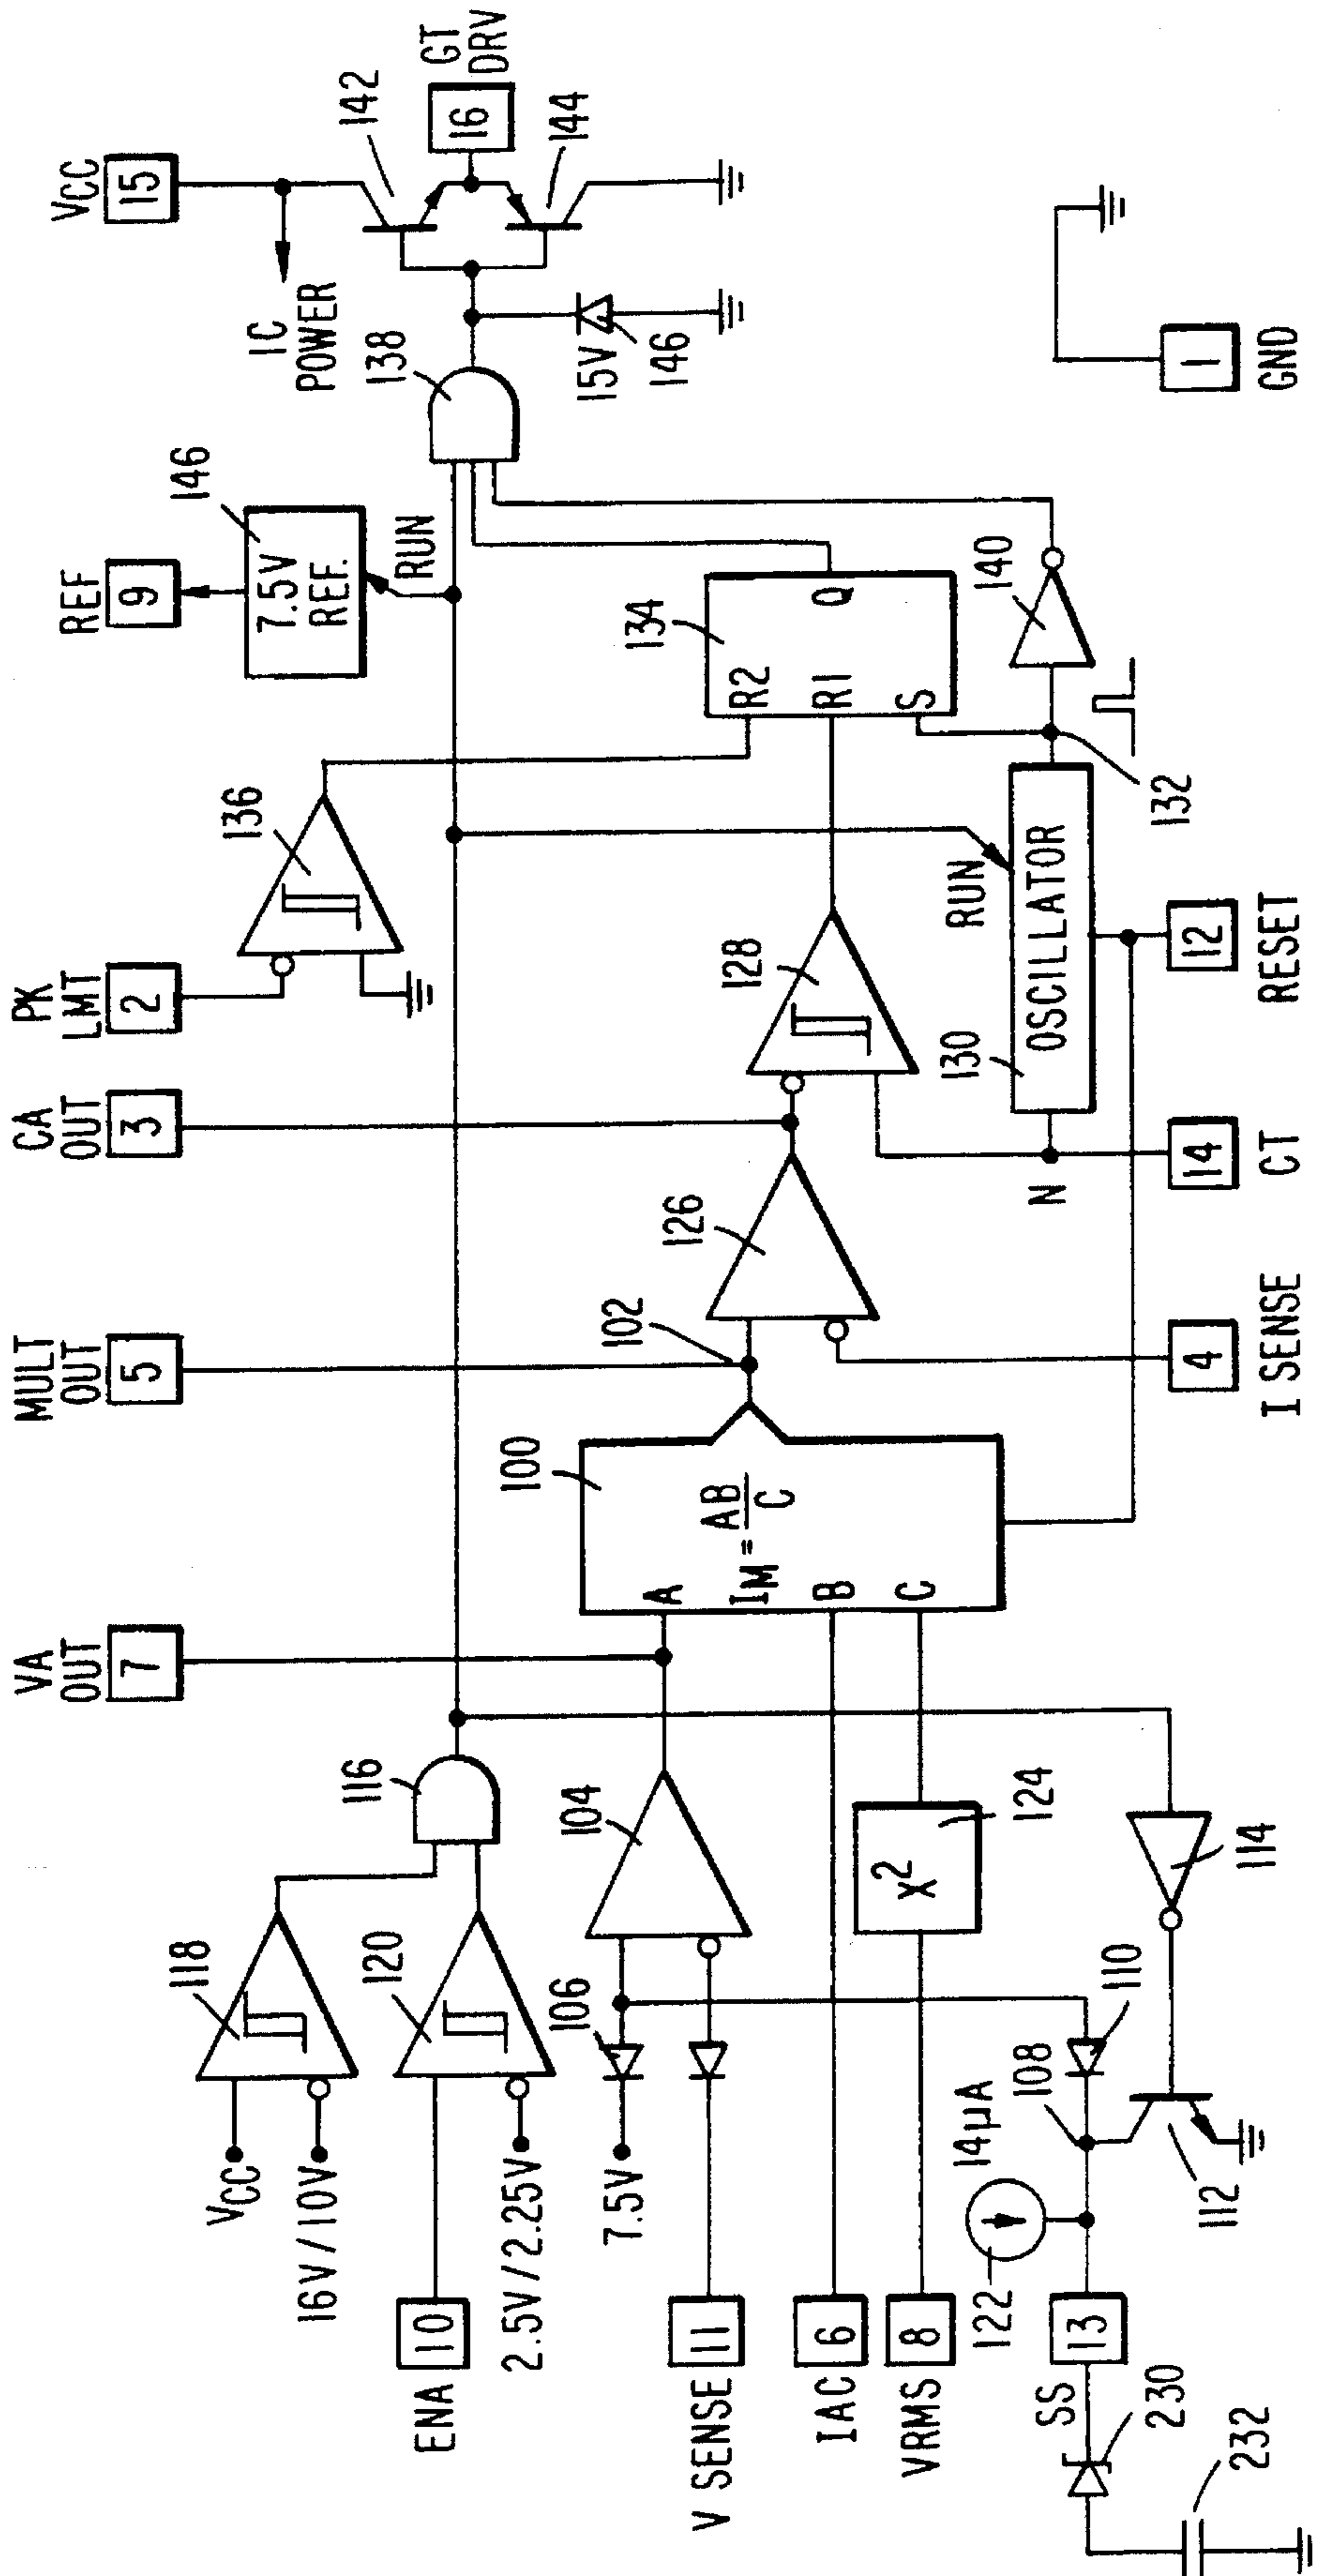 VA
OUT
7
MULT
OUT
5
CA
OUT
3
PK
LMT
2
REF
9
VCC
15
VCC
16V/10V
118
116
136
7.5V
REF.
146
IC
POWER
142
ENA
10
2.5V/2.25V
120
RUN
138
16
GT
DRV
144
7.5V
106
104
15V
146
V SENSE
11
100
A
IM = AB/C
B
C
102
126
128
134
R2
R1
S
Q
IAC
6
VRMS
8
X²
124
122
14µA
108
110
112
114
RUN
130
OSCILLATOR
N
132
140
SS
13
230
232
4
I SENSE
14
CT
12
RESET
1
GND